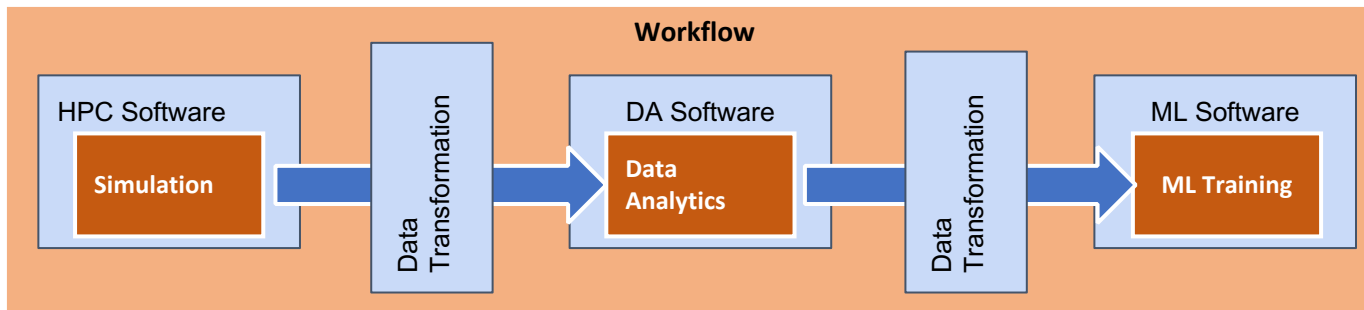 Workflow
HPC Software
Simulation
Data
Transformation
DA Software
Data
Analytics
Data
Transformation
ML Software
ML Training